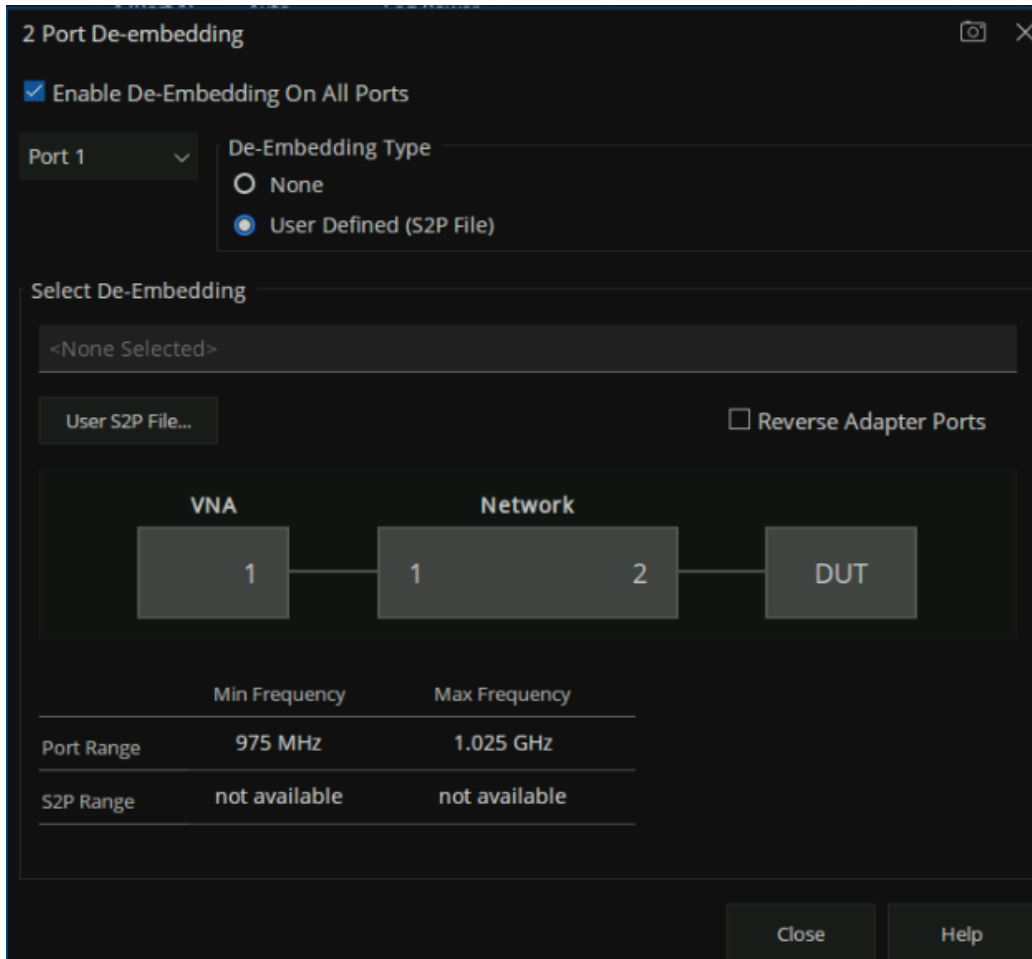 2 Port De-embedding
Enable De-Embedding On All Ports
Port 1
De-Embedding Type
None
User Defined (S2P File)
Select De-Embedding
<None Selected>
User S2P File...
Reverse Adapter Ports
VNA Network
1 1 2 DUT
Min Frequency Max Frequency
Port Range 975 MHz 1.025 GHz
S2P Range not available not available
Close Help